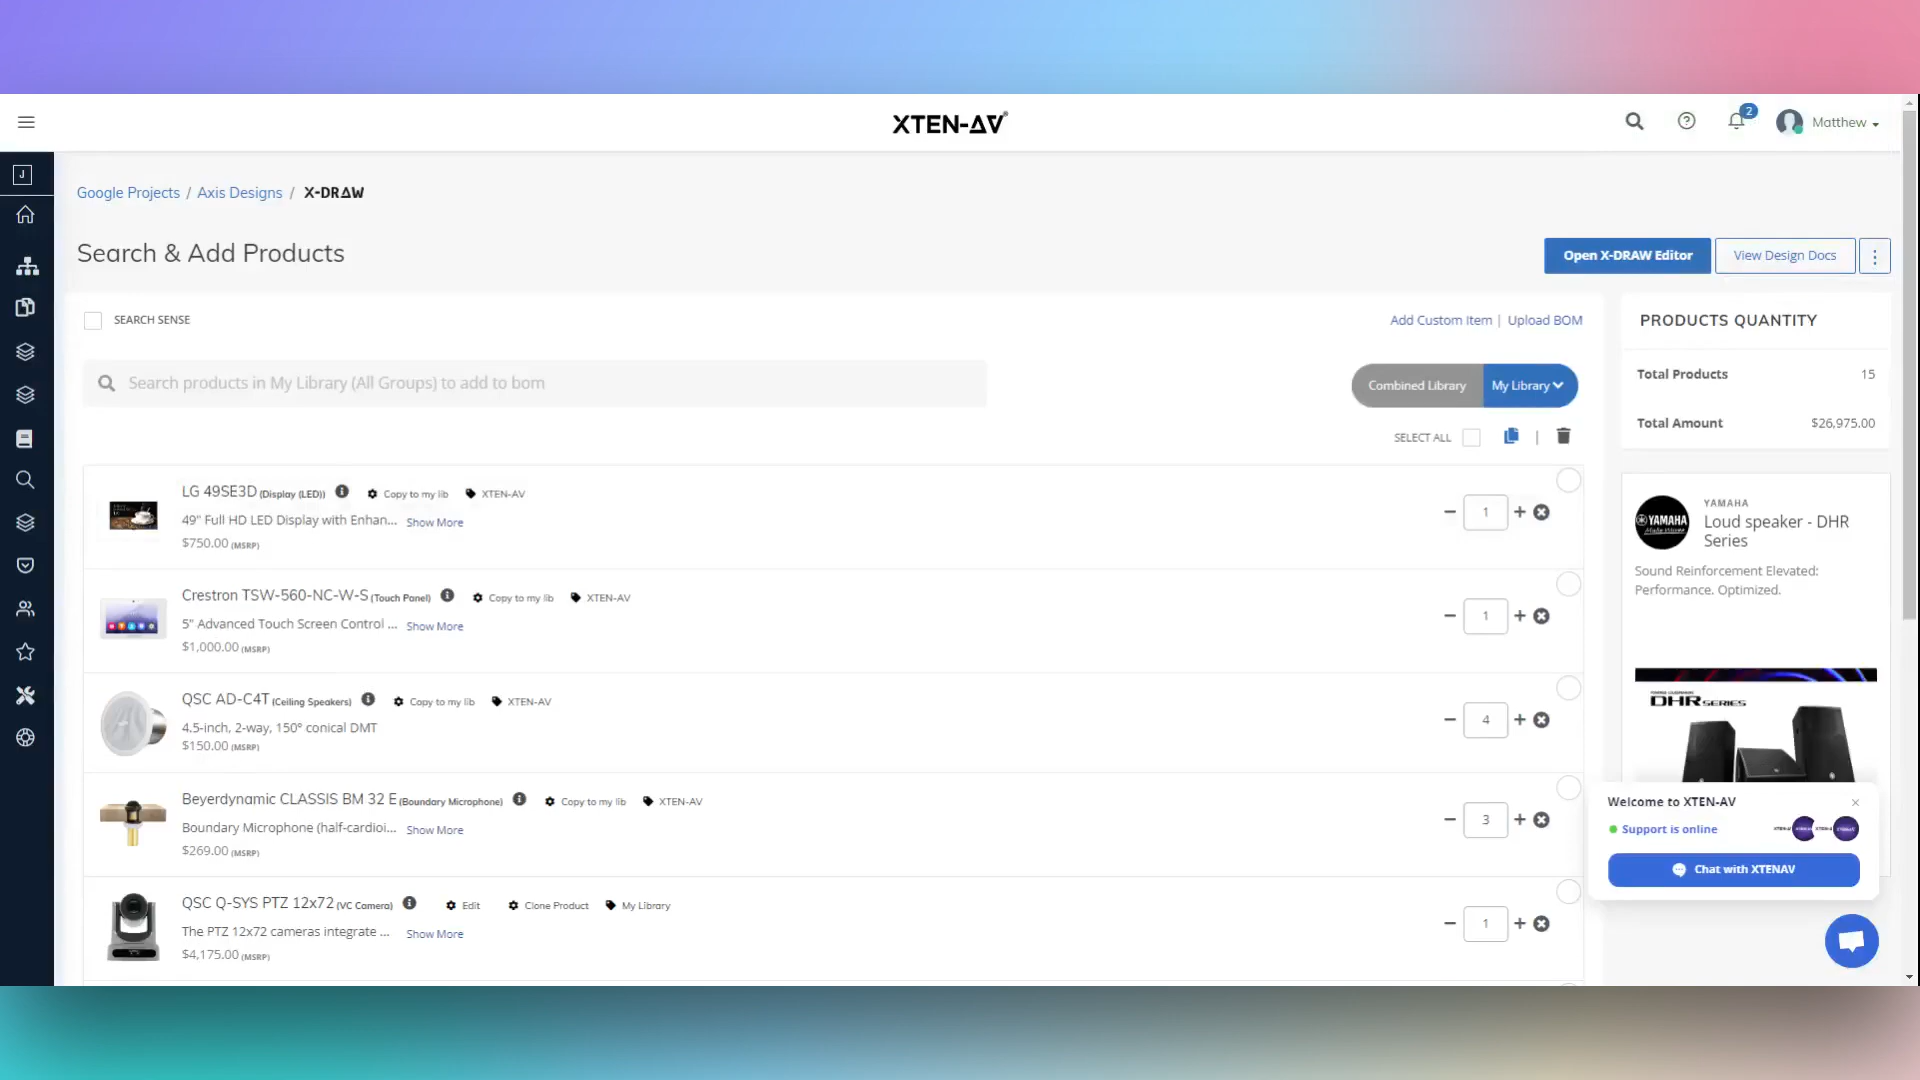 XTEN-AV®
2
Matthew
J
Google Projects / Axis Designs / X-DRAW
Search & Add Products
Open X-DRAW Editor
View Design Docs
SEARCH SENSE
Add Custom Item | Upload BOM
PRODUCTS QUANTITY
Search products in My Library (All Groups) to add to bom
Combined Library
My Library
Total Products 15
Total Amount $26,975.00
SELECT ALL
LG 49SE3D (Display (LED)) Copy to my lib XTEN-AV
49" Full HD LED Display with Enhan... Show More
$750.00 (MSRP)
1
Crestron TSW-560-NC-W-S (Touch Panel) Copy to my lib XTEN-AV
5" Advanced Touch Screen Control ... Show More
$1,000.00 (MSRP)
1
QSC AD-C4T (Ceiling Speakers) Copy to my lib XTEN-AV
4.5-inch, 2-way, 150° conical DMT
$150.00 (MSRP)
4
Beyerdynamic CLASSIS BM 32 E (Boundary Microphone) Copy to my lib XTEN-AV
Boundary Microphone (half-cardioi... Show More
$269.00 (MSRP)
3
QSC Q-SYS PTZ 12x72 (VC Camera) Edit Clone Product My Library
The PTZ 12x72 cameras integrate ... Show More
$4,175.00 (MSRP)
1
YAMAHA
YAMAHA
Loud speaker - DHR
Series
Sound Reinforcement Elevated:
Performance. Optimized.
DHR SERIES
Welcome to XTEN-AV
Support is online
Chat with XTENAV